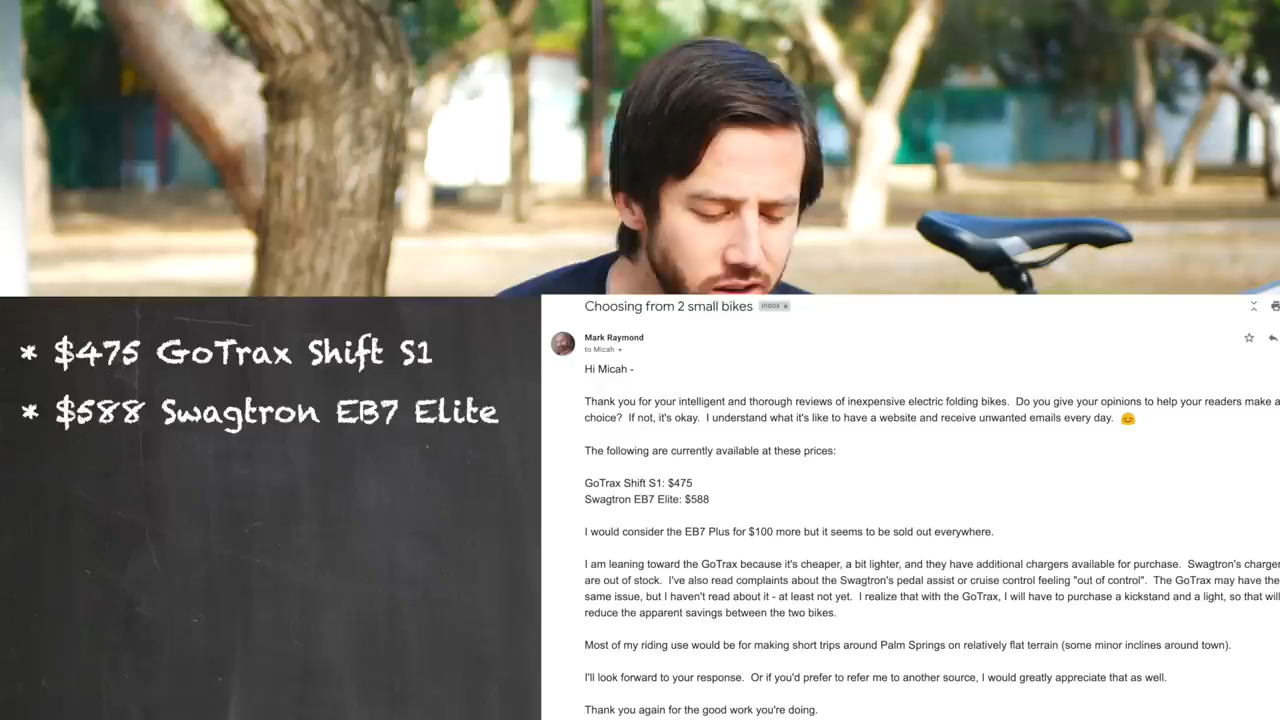 * $475 GoTrax Shift S1
* $588 Swagtron EB7 Elite
Choosing from 2 small bikes Inbox x
Mark Raymond
to Micah
Hi Micah -
Thank you for your intelligent and thorough reviews of inexpensive electric folding bikes. Do you give your opinions to help your readers make a
choice? If not, it's okay. I understand what it's like to have a website and receive unwanted emails every day. 😊
The following are currently available at these prices:
GoTrax Shift S1: $475
Swagtron EB7 Elite: $588
I would consider the EB7 Plus for $100 more but it seems to be sold out everywhere.
I am leaning toward the GoTrax because it's cheaper, a bit lighter, and they have additional chargers available for purchase. Swagtron's charger
are out of stock. I've also read complaints about the Swagtron's pedal assist or cruise control feeling "out of control". The GoTrax may have the
same issue, but I haven't read about it - at least not yet. I realize that with the GoTrax, I will have to purchase a kickstand and a light, so that will
reduce the apparent savings between the two bikes.
Most of my riding use would be for making short trips around Palm Springs on relatively flat terrain (some minor inclines around town).
I'll look forward to your response. Or if you'd prefer to refer me to another source, I would greatly appreciate that as well.
Thank you again for the good work you're doing.